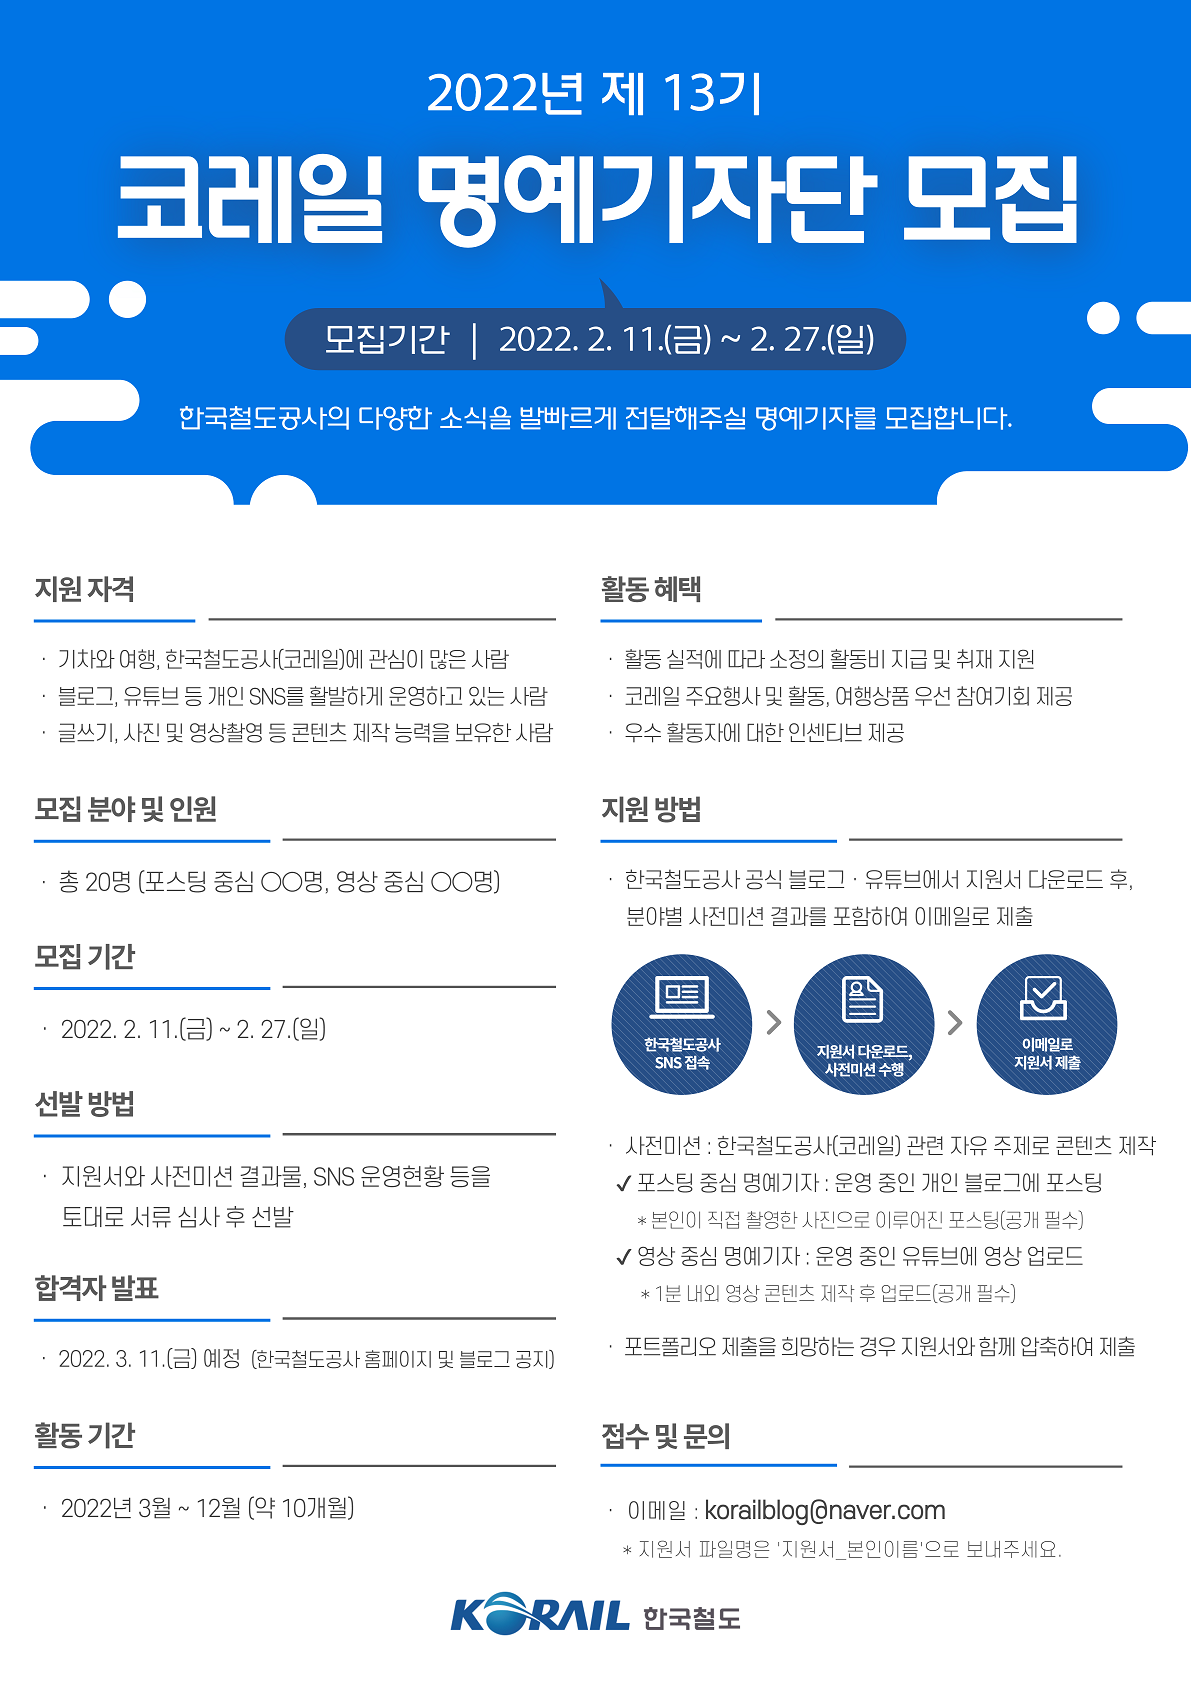 2022년 제 13기
코레일 명예기자단 모집
모집기간 | 2022. 2. 11.(금) ~ 2. 27.(일)
한국철도공사의 다양한 소식을 발빠르게 전달해주실 명예기자를 모집합니다.
지원 자격
· 기차와 여행, 한국철도공사(코레일)에 관심이 많은 사람
· 블로그, 유튜브 등 개인 SNS를 활발하게 운영하고 있는 사람
· 글쓰기, 사진 및 영상촬영 등 콘텐츠 제작 능력을 보유한 사람
모집 분야 및 인원
· 총 20명 (포스팅 중심 ○○명, 영상 중심 ○○명)
모집 기간
· 2022. 2. 11.(금) ~ 2. 27.(일)
선발 방법
· 지원서와 사전미션 결과물, SNS 운영현황 등을
토대로 서류 심사 후 선발
합격자 발표
· 2022. 3. 11.(금) 예정 (한국철도공사 홈페이지 및 블로그 공지)
활동 기간
· 2022년 3월 ~ 12월 (약 10개월)
활동 혜택
· 활동 실적에 따라 소정의 활동비 지급 및 취재 지원
· 코레일 주요행사 및 활동, 여행상품 우선 참여기회 제공
· 우수 활동자에 대한 인센티브 제공
지원 방법
· 한국철도공사 공식 블로그 · 유튜브에서 지원서 다운로드 후,
분야별 사전미션 결과를 포함하여 이메일로 제출
한국철도공사
SNS 접속
지원서 다운로드,
사전미션 수행
이메일로
지원서 제출
· 사전미션 : 한국철도공사(코레일) 관련 자유 주제로 콘텐츠 제작
✓ 포스팅 중심 명예기자 : 운영 중인 개인 블로그에 포스팅
* 본인이 직접 촬영한 사진으로 이루어진 포스팅(공개 필수)
✓ 영상 중심 명예기자 : 운영 중인 유튜브에 영상 업로드
* 1분 내외 영상 콘텐츠 제작 후 업로드(공개 필수)
· 포트폴리오 제출을 희망하는 경우 지원서와 함께 압축하여 제출
접수 및 문의
· 이메일 : korailblog@naver.com
* 지원서 파일명은 '지원서_본인이름'으로 보내주세요.
KORAIL 한국철도